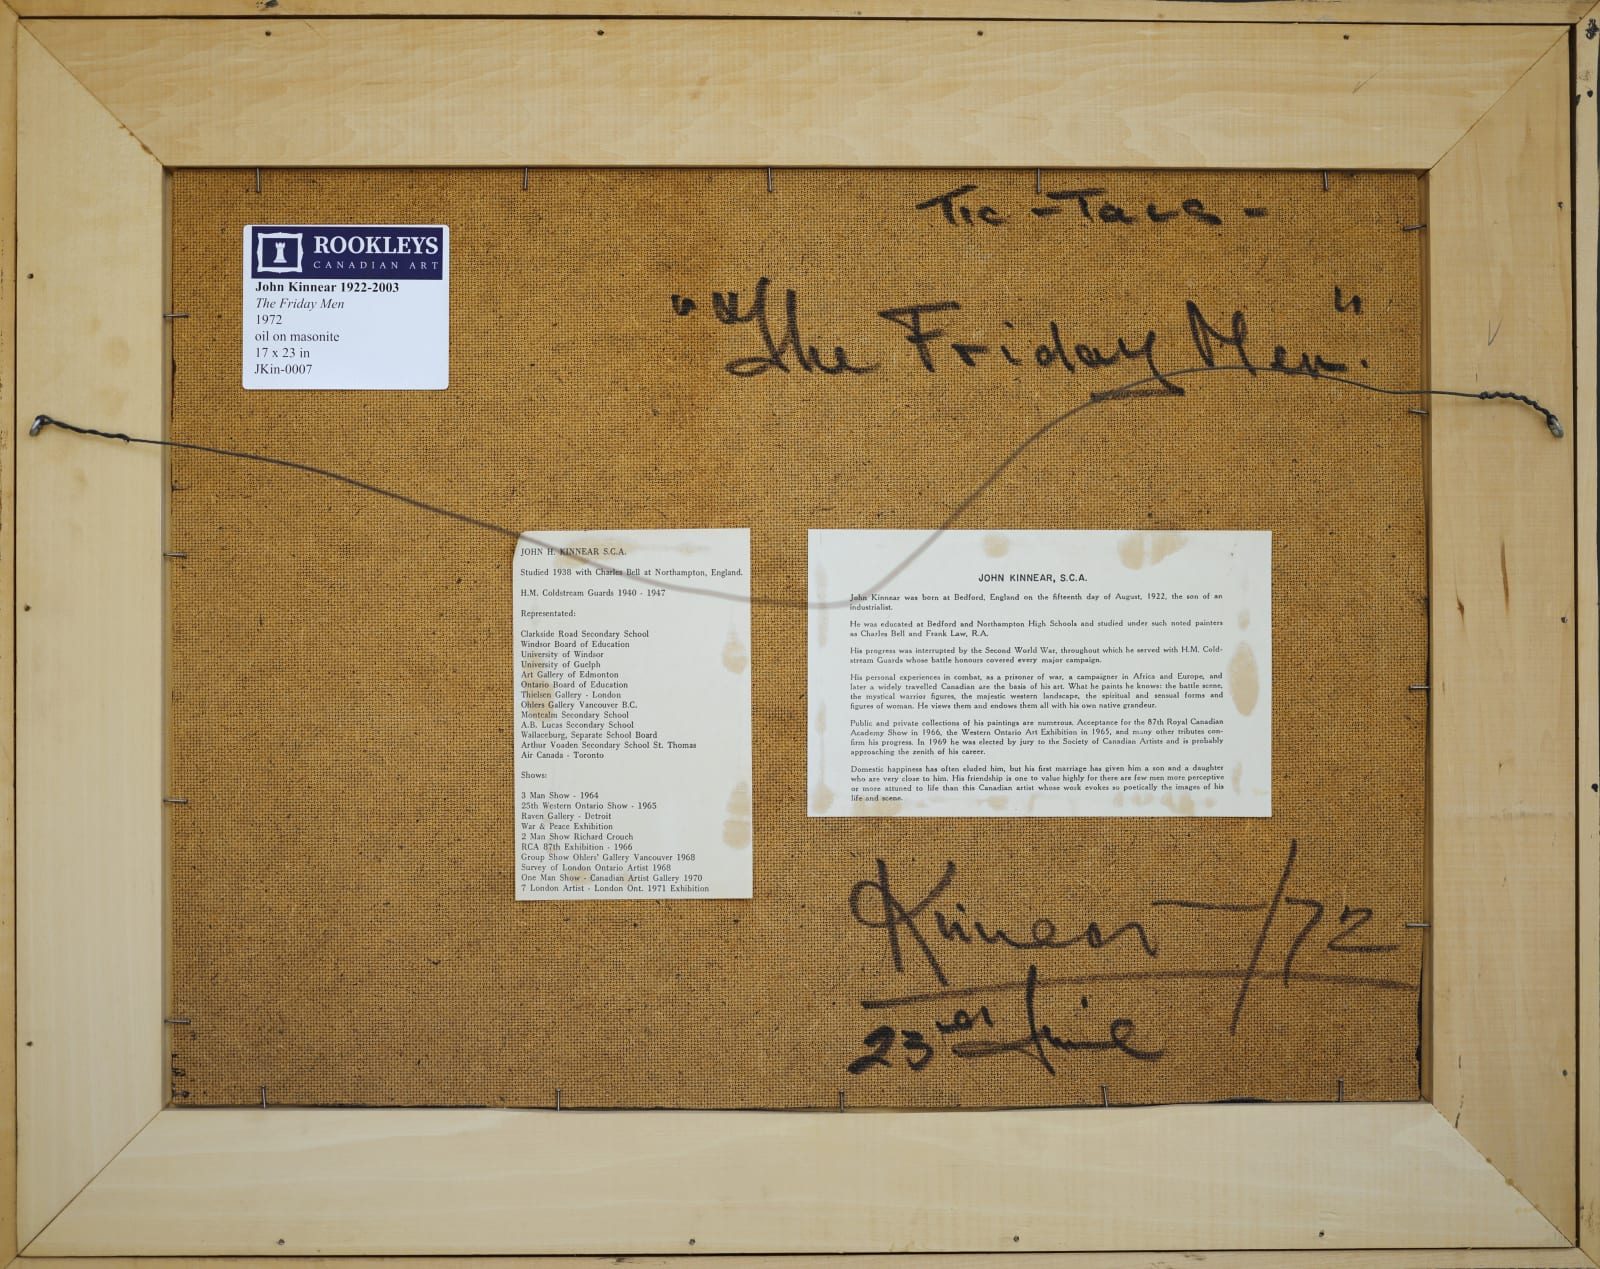 Tic-Tacs-
ROOKLEYS
CANADIAN ART
John Kinnear 1922-2003
The Friday Men
1972
oil on masonite
17 x 23 in
JKin-0007
"The Friday Men."
JOHN H. KINNEAR S.C.A.
Studied 1938 with Charles Bell at Northampton, England.
H.M. Coldstream Guards 1940 - 1947
Representated:
Clarkside Road Secondary School
Windsor Board of Education
University of Windsor
University of Guelph
Art Gallery of Edmonton
Ontario Board of Education
Thielsen Gallery - London
Ohlers Gallery Vancouver B.C.
Montcalm Secondary School
A.B. Lucas Secondary School
Wallaceburg, Separate School Board
Arthur Voaden Secondary School St. Thomas
Air Canada - Toronto
Shows:
3 Man Show - 1964
25th Western Ontario Show - 1965
Raven Gallery - Detroit
War & Peace Exhibition
2 Man Show Richard Crouch
RCA 87th Exhibition - 1966
Group Show Ohlers' Gallery Vancouver 1968
Survey of London Ontario Artist 1968
One Man Show - Canadian Artist Gallery 1970
7 London Artist - London Ont. 1971 Exhibition
JOHN KINNEAR, S.C.A.
John Kinnear was born at Bedford, England on the fifteenth day of August, 1922, the son of an
industrialist.
He was educated at Bedford and Northampton High Schools and studied under such noted painters
as Charles Bell and Frank Law, R.A.
His progress was interrupted by the Second World War, throughout which he served with H.M. Cold-
stream Guards whose battle honours covered every major campaign.
His personal experiences in combat, as a prisoner of war, a campaigner in Africa and Europe, and
later a widely travelled Canadian are the basis of his art. What he paints he knows: the battle scene,
the mystical warrior figures, the majestic western landscape, the spiritual and sensual forms and
figures of woman. He views them and endows them all with his own native grandeur.
Public and private collections of his paintings are numerous. Acceptance for the 87th Royal Canadian
Academy Show in 1966, the Western Ontario Art Exhibition in 1965, and many other tributes con-
firm his progress. In 1969 he was elected by jury to the Society of Canadian Artists and is probably
approaching the zenith of his career.
Domestic happiness has often eluded him, but his first marriage has given him a son and a daughter
who are very close to him. His friendship is one to value highly for there are few men more perceptive
or more attuned to life than this Canadian artist whose work evokes so poetically the images of his
life and scene.
Kinnear /72
23rd June